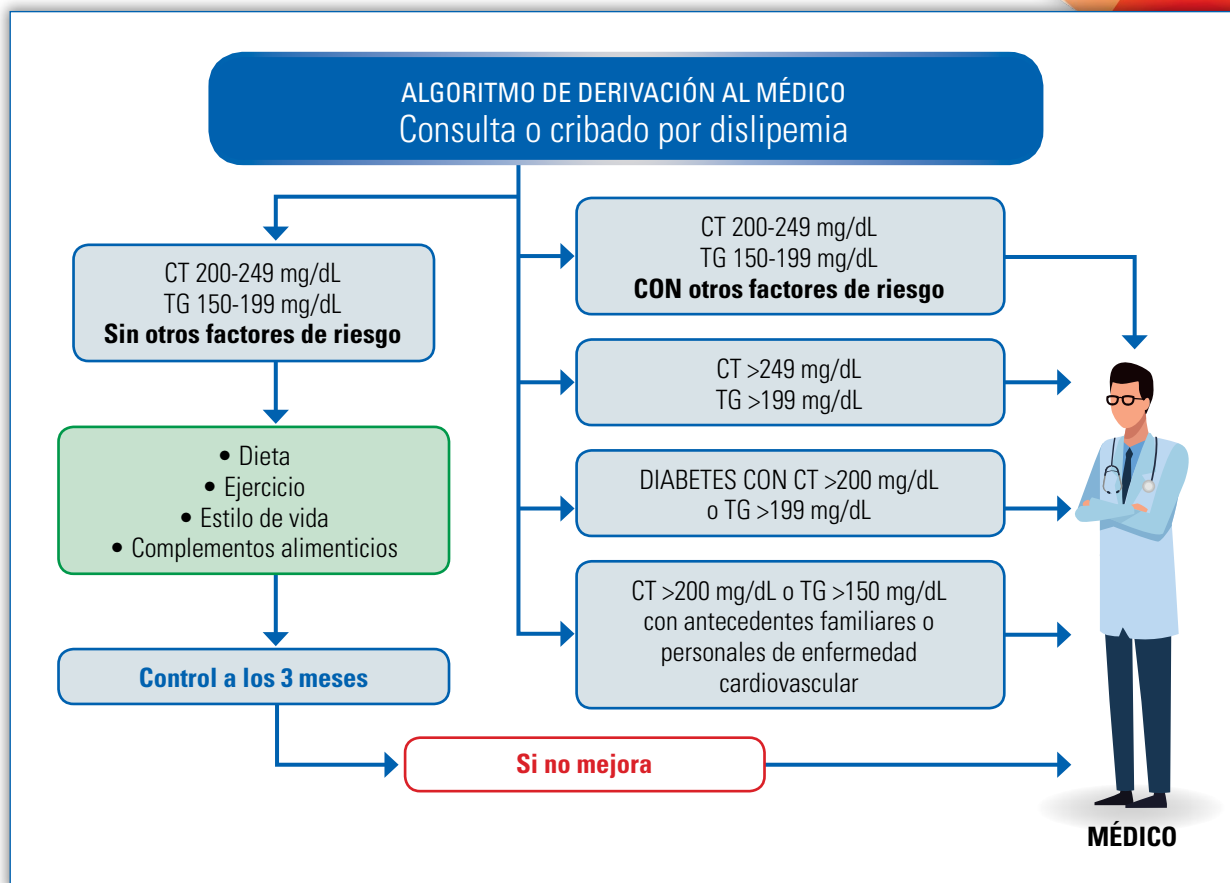 ALGORITMO DE DERIVACIÓN AL MÉDICO
Consulta o cribado por dislipemia
CT 200-249 mg/dL
TG 150-199 mg/dL
Sin otros factores de riesgo
• Dieta
• Ejercicio
• Estilo de vida
• Complementos alimenticios
Control a los 3 meses
Si no mejora
CT 200-249 mg/dL
TG 150-199 mg/dL
CON otros factores de riesgo
CT >249 mg/dL
TG >199 mg/dL
DIABETES CON CT >200 mg/dL
o TG >199 mg/dL
CT >200 mg/dL o TG >150 mg/dL
con antecedentes familiares o
personales de enfermedad
cardiovascular
MÉDICO